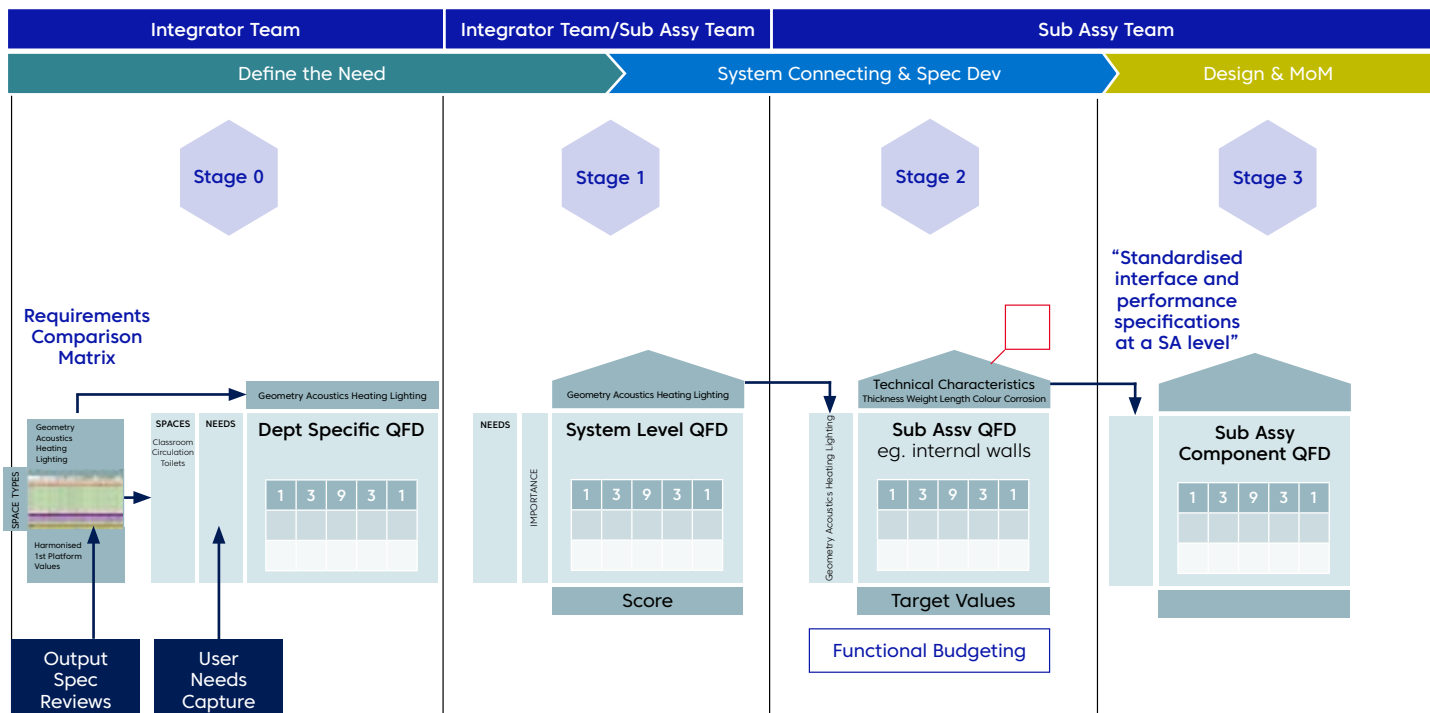 Integrator Team
Integrator Team/Sub Assy Team
Sub Assy Team
Define the Need
System Connecting & Spec Dev
Design & MoM
Stage 0
Stage 1
Stage 2
Stage 3
Requirements
Comparison
Matrix
Geometry
Acoustics
Heating
Lighting
SPACE TYPES
Harmonised
1st Platform
Values
SPACES
Classroom
Circulation
Toilets
NEEDS
Geometry Acoustics Heating Lighting
Dept Specific QFD
1 3 9 3 1
Output
Spec
Reviews
User
Needs
Capture
NEEDS
IMPORTANCE
Geometry Acoustics Heating Lighting
System Level QFD
1 3 9 3 1
Score
Geometry Acoustics Heating Lighting
Technical Characteristics
Thickness Weight Length Colour Corrosion
Sub Assv QFD
eg. internal walls
1 3 9 3 1
Target Values
Functional Budgeting
“Standardised
interface and
performance
specifications
at a SA level”
Sub Assy
Component QFD
1 3 9 3 1